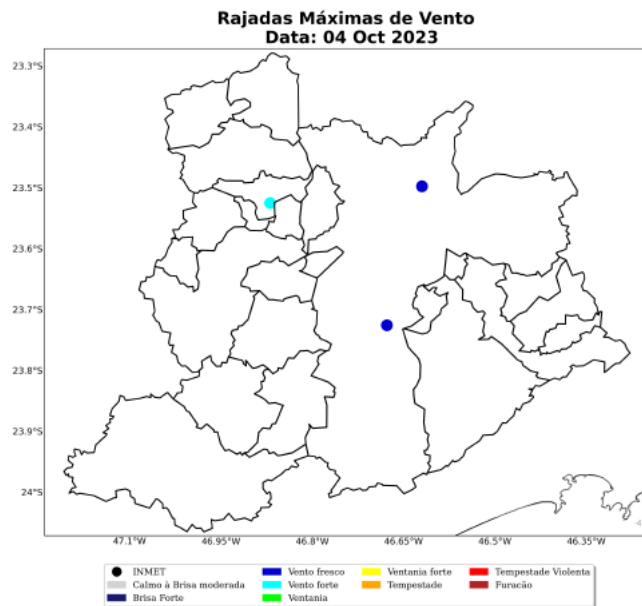 Rajadas Máximas de Vento
Data: 04 Oct 2023
23.3°S
23.4°S
23.5°S
23.6°S
23.7°S
23.8°S
23.9°S
24°S
47.1°W 46.95°W 46.8°W 46.65°W 46.5°W 46.35°W
INMET Vento fresco Ventania forte Tempestade Violenta
Calmo à Brisa moderada Vento forte Tempestade Furacão
Brisa Forte Ventania